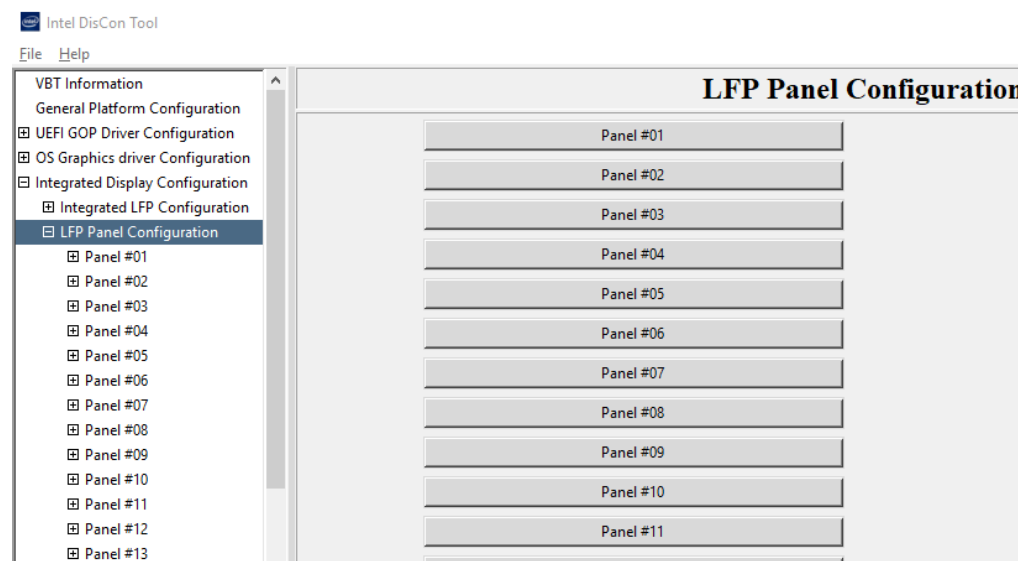 Intel DisCon Tool
File Help
VBT Information
General Platform Configuration
UEFI GOP Driver Configuration
OS Graphics driver Configuration
Integrated Display Configuration
Integrated LFP Configuration
LFP Panel Configuration
Panel #01
Panel #02
Panel #03
Panel #04
Panel #05
Panel #06
Panel #07
Panel #08
Panel #09
Panel #10
Panel #11
Panel #12
Panel #13
LFP Panel Configuration
Panel #01
Panel #02
Panel #03
Panel #04
Panel #05
Panel #06
Panel #07
Panel #08
Panel #09
Panel #10
Panel #11